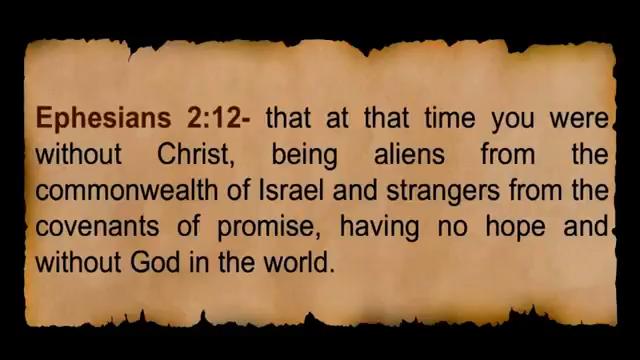 Ephesians 2:12- that at that time you were
without Christ, being aliens from the
commonwealth of Israel and strangers from the
covenants of promise, having no hope and
without God in the world.